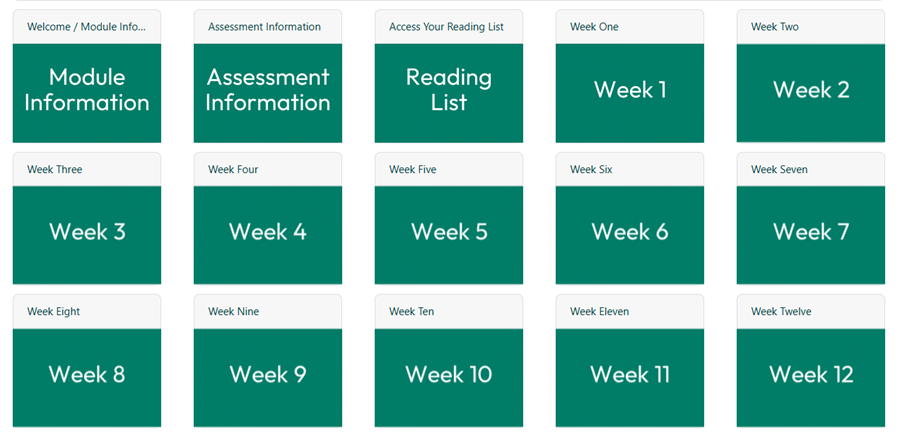 Welcome / Module Info...
Module
Information
Assessment Information
Assessment
Information
Access Your Reading List
Reading
List
Week One
Week 1
Week Two
Week 2
Week Three
Week 3
Week Four
Week 4
Week Five
Week 5
Week Six
Week 6
Week Seven
Week 7
Week Eight
Week 8
Week Nine
Week 9
Week Ten
Week 10
Week Eleven
Week 11
Week Twelve
Week 12